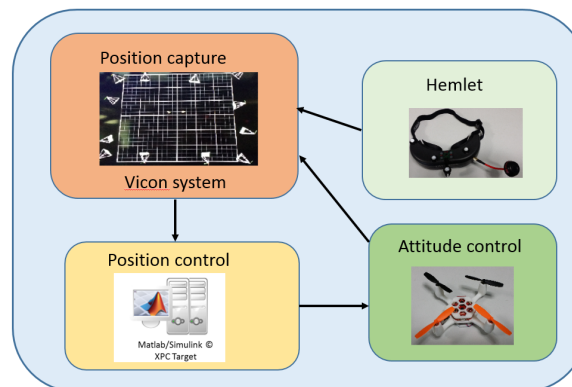 Position capture
Hemlet
Vicon system
Position control
Attitude control
Matlab/Simulink ©
XPC Target